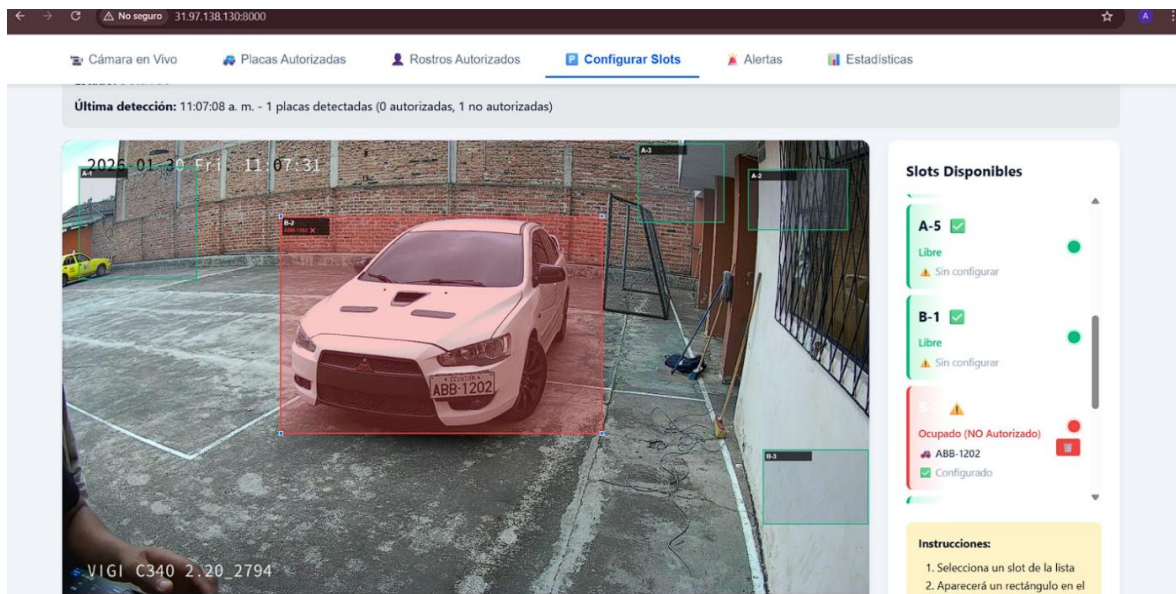 No seguro 31.97.138.130:8000
A
Cámara en Vivo
Placas Autorizadas
Rostros Autorizados
Configurar Slots
Alertas
Estadísticas
Última detección: 11:07:08 a. m. - 1 placas detectadas (0 autorizadas, 1 no autorizadas)
2026-01-30 Fri. 11:07:31
A-1
A-3
A-2
B-2
ABB-1202
ECUADOR
ABB-1202
B-3
VIGI C340 2.20_2794
Slots Disponibles
A-5
Libre
Sin configurar
B-1
Libre
Sin configurar
B-2
Ocupado (NO Autorizado)
ABB-1202
Configurado
Instrucciones:
1. Selecciona un slot de la lista
2. Aparecerá un rectángulo en el